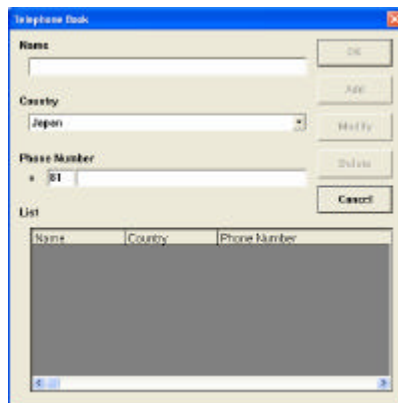 Telephone Book
Name
OK
Add
Country
Japan
Modify
Phone Number
Delete
+ 81
Cancel
List
Name Country Phone Number